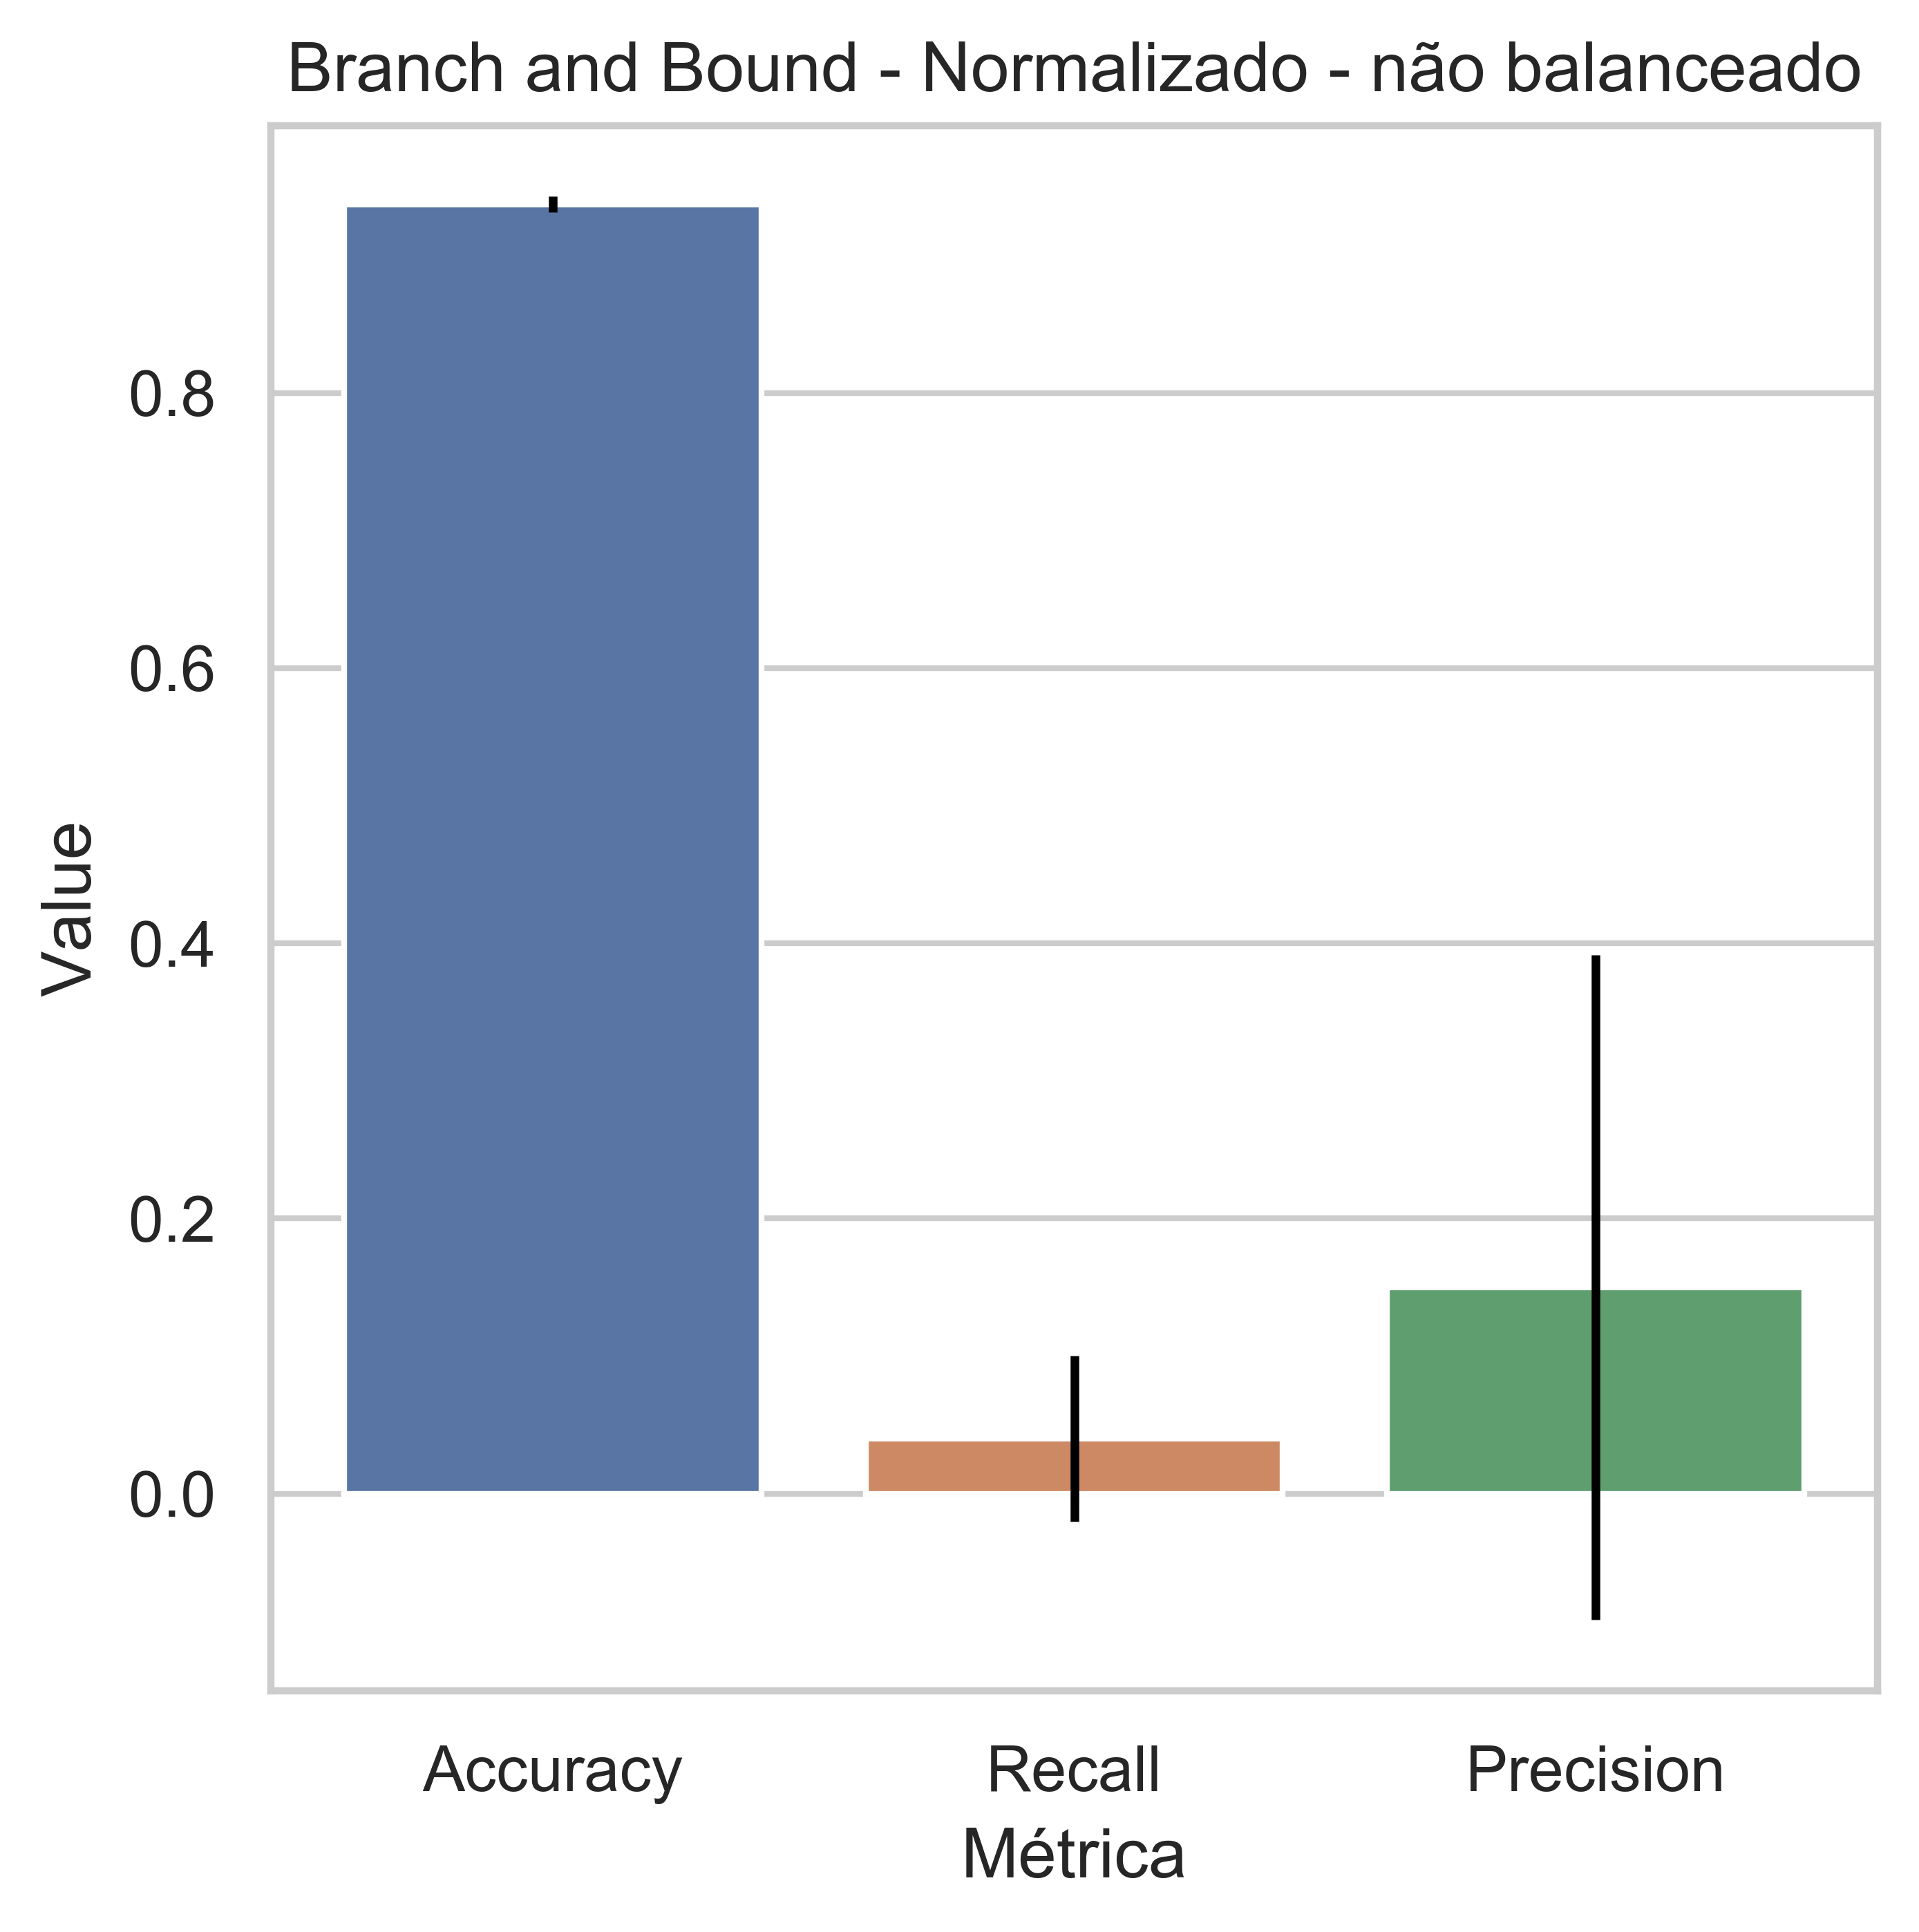 Branch and Bound - Normalizado - não balanceado
Value
0.8
0.6
0.4
0.2
0.0
Accuracy
Recall
Precision
Métrica